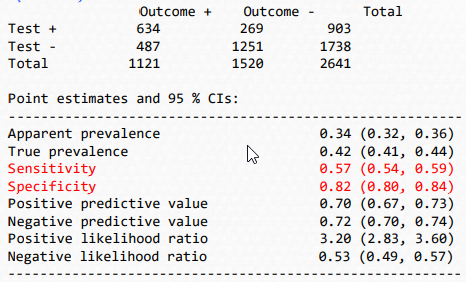 Outcome + Outcome - Total
Test + 634 269 903
Test - 487 1251 1738
Total 1121 1520 2641
Point estimates and 95 % CIs:
--------------------------------------------------------------
Apparent prevalence 0.34 (0.32, 0.36)
True prevalence 0.42 (0.41, 0.44)
Sensitivity 0.57 (0.54, 0.59)
Specificity 0.82 (0.80, 0.84)
Positive predictive value 0.70 (0.67, 0.73)
Negative predictive value 0.72 (0.70, 0.74)
Positive likelihood ratio 3.20 (2.83, 3.60)
Negative likelihood ratio 0.53 (0.49, 0.57)
--------------------------------------------------------------